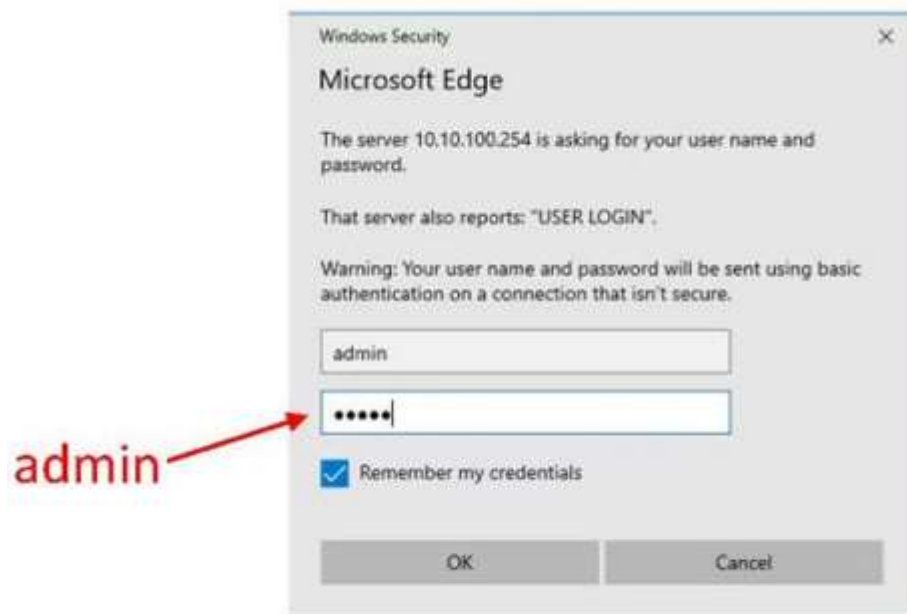 Windows Security
Microsoft Edge
The server 10.10.100.254 is asking for your user name and
password.
That server also reports: "USER LOGIN".
Warning: Your user name and password will be sent using basic
authentication on a connection that isn't secure.
admin
•••••
admin
Remember my credentials
OK
Cancel